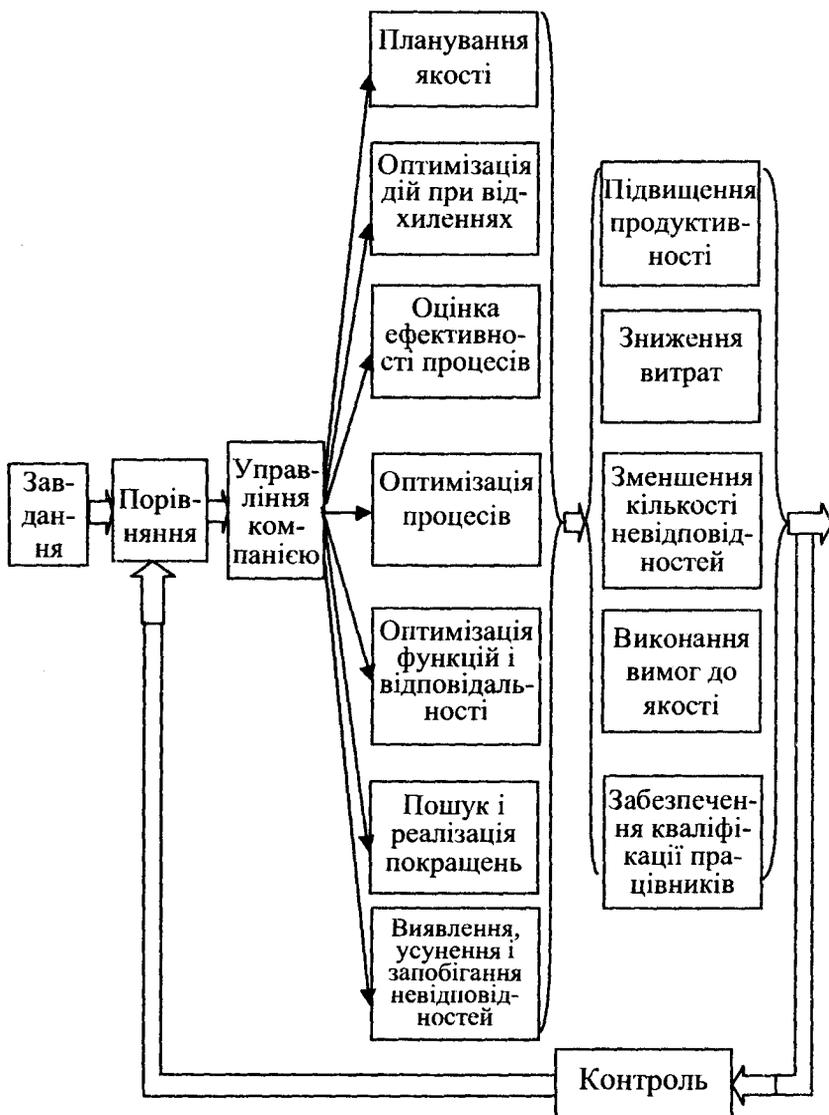 Зав-
дан-
ня
Порів-
няння
Управ-
ління
ком-
панією
Планування
якості
Оптимізація
дій при від-
хиленнях
Оцінка
ефективно-
сті процесів
Оптимізація
процесів
Оптимізація
функцій і
відповідаль-
ності
Пошук і
реалізація
покращень
Виявлення,
усунення і
запобігання
невідповід-
ностей
Підвищення
продуктив-
ності
Зниження
витрат
Зменшення
кількості
невідповід-
ностей
Виконання
вимог до
якості
Забезпечен-
ня кваліфі-
кації пра-
цівників
Контроль